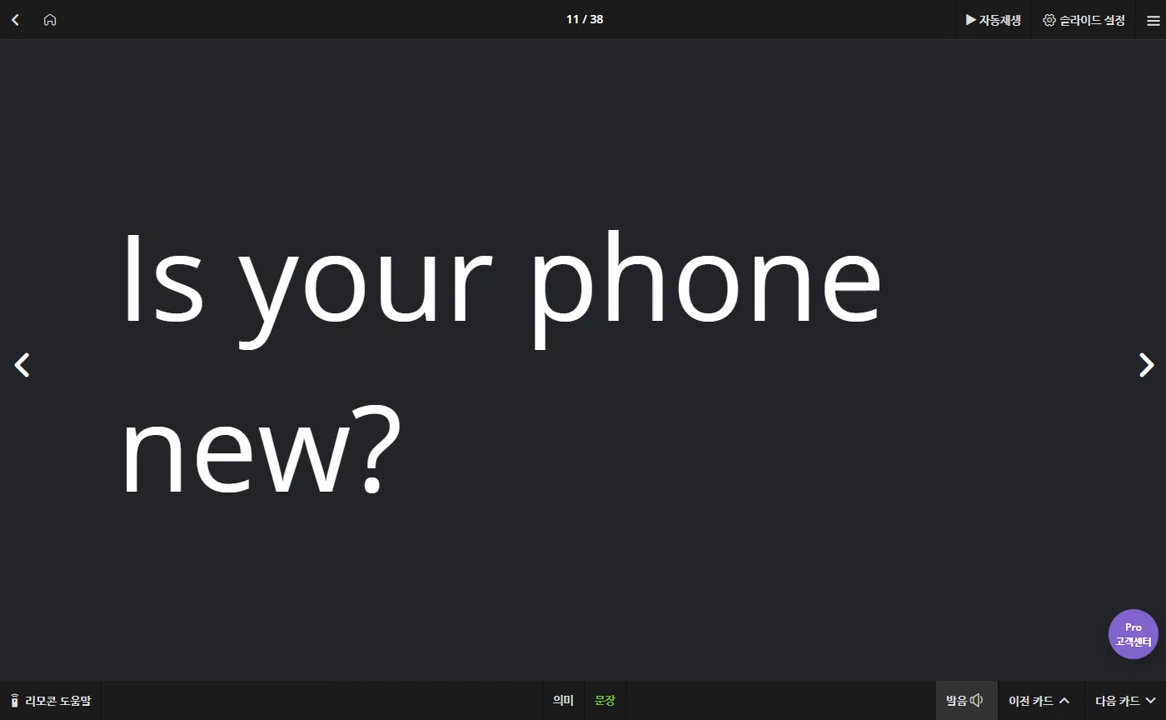 11 / 38
자동재생
슬라이드 설정
Is your phone
new?
Pro
고객센터
리모콘 도움말
의미
문장
발음
이전 카드
다음 카드